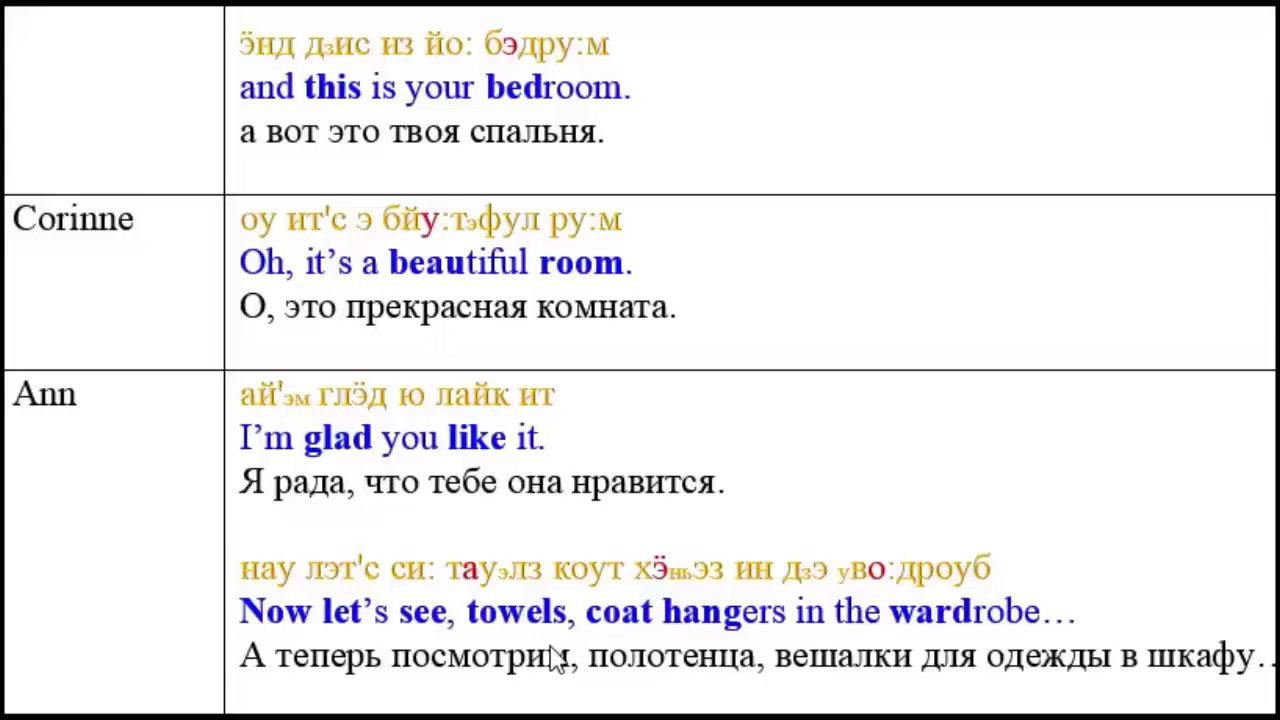 ӭнд дзис из йо: бэдру:м
and this is your bedroom.
а вот это твоя спальня.
Corinne
оу ит'с э бйу:тэфул ру:м
Oh, it’s a beautiful room.
О, это прекрасная комната.
Ann
ай'эм глӭд ю лайк ит
I’m glad you like it.
Я рада, что тебе она нравится.
нау лэт'с си: тауэлз коут хӭньэз ин дзэ уво:дроуб
Now let’s see, towels, coat hangers in the wardrobe…
А теперь посмотрим, полотенца, вешалки для одежды в шкафу…